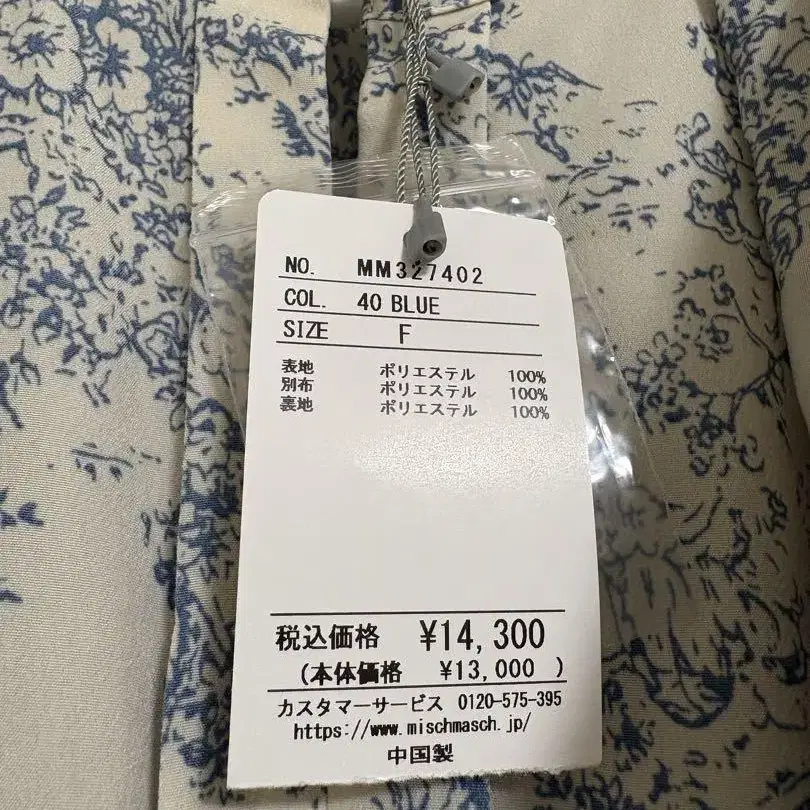 NO. MM327402
COL. 40 BLUE
SIZE F
表地 ポリエステル 100%
別布 ポリエステル 100%
裏地 ポリエステル 100%
税込価格 ¥14,300
(本体価格 ¥13,000 )
カスタマーサービス 0120-575-395
https://www.mischmasch.jp/
中国製